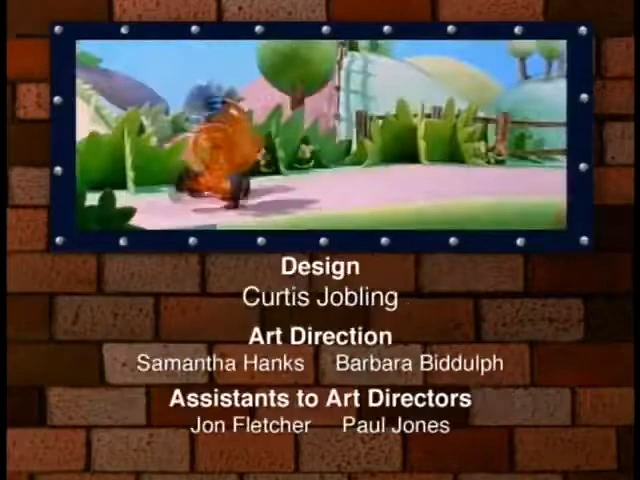 Design
Curtis Jobling
Art Direction
Samantha Hanks Barbara Biddulph
Assistants to Art Directors
Jon Fletcher Paul Jones